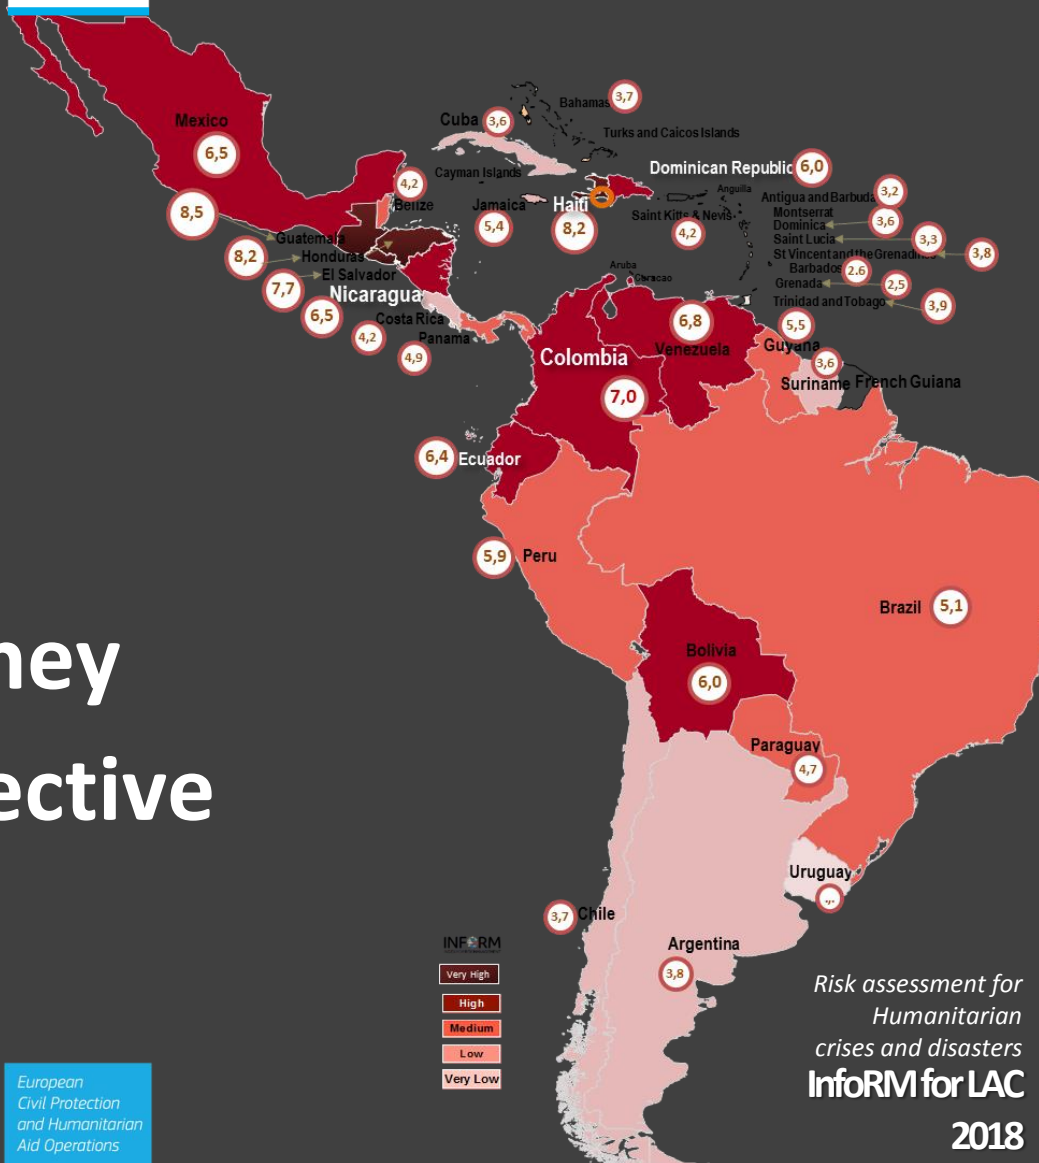 Bahamas 3,7
Cuba 3,6
Turks and Caicos Islands
Mexico
6,5
Dominican Republic 6,0
Cayman Islands
4,2
Belize
Jamaica
5,4
Haïti
8,2
Anguilla
Saint Kitts & Nevis
4,2
Antigua and Barbuda 3,2
Montserrat
Dominica 3,6
Saint Lucia 3,3
St Vincent and the Grenadines 3,8
Barbados 2.6
Grenada 2,5
Trinidad and Tobago 3,9
8,5
Guatemala
8,2
Honduras
7,7
El Salvador
Nicaragua
6,5
Costa Rica
4,2
Panama
4,9
Aruba
Curacao
6,8
Venezuela
5,5
Guyana
3,6
Suriname
French Guiana
Colombia
7,0
6,4 Ecuador
5,9 Peru
Brazil 5,1
Bolivia
6,0
Paraguay
4,7
Uruguay
3,7 Chile
Argentina
3,8
ney
ective
INFORM
Very High
High
Medium
Low
Very Low
Risk assessment for
Humanitarian
crises and disasters
InfoRM for LAC
2018
European
Civil Protection
and Humanitarian
Aid Operations